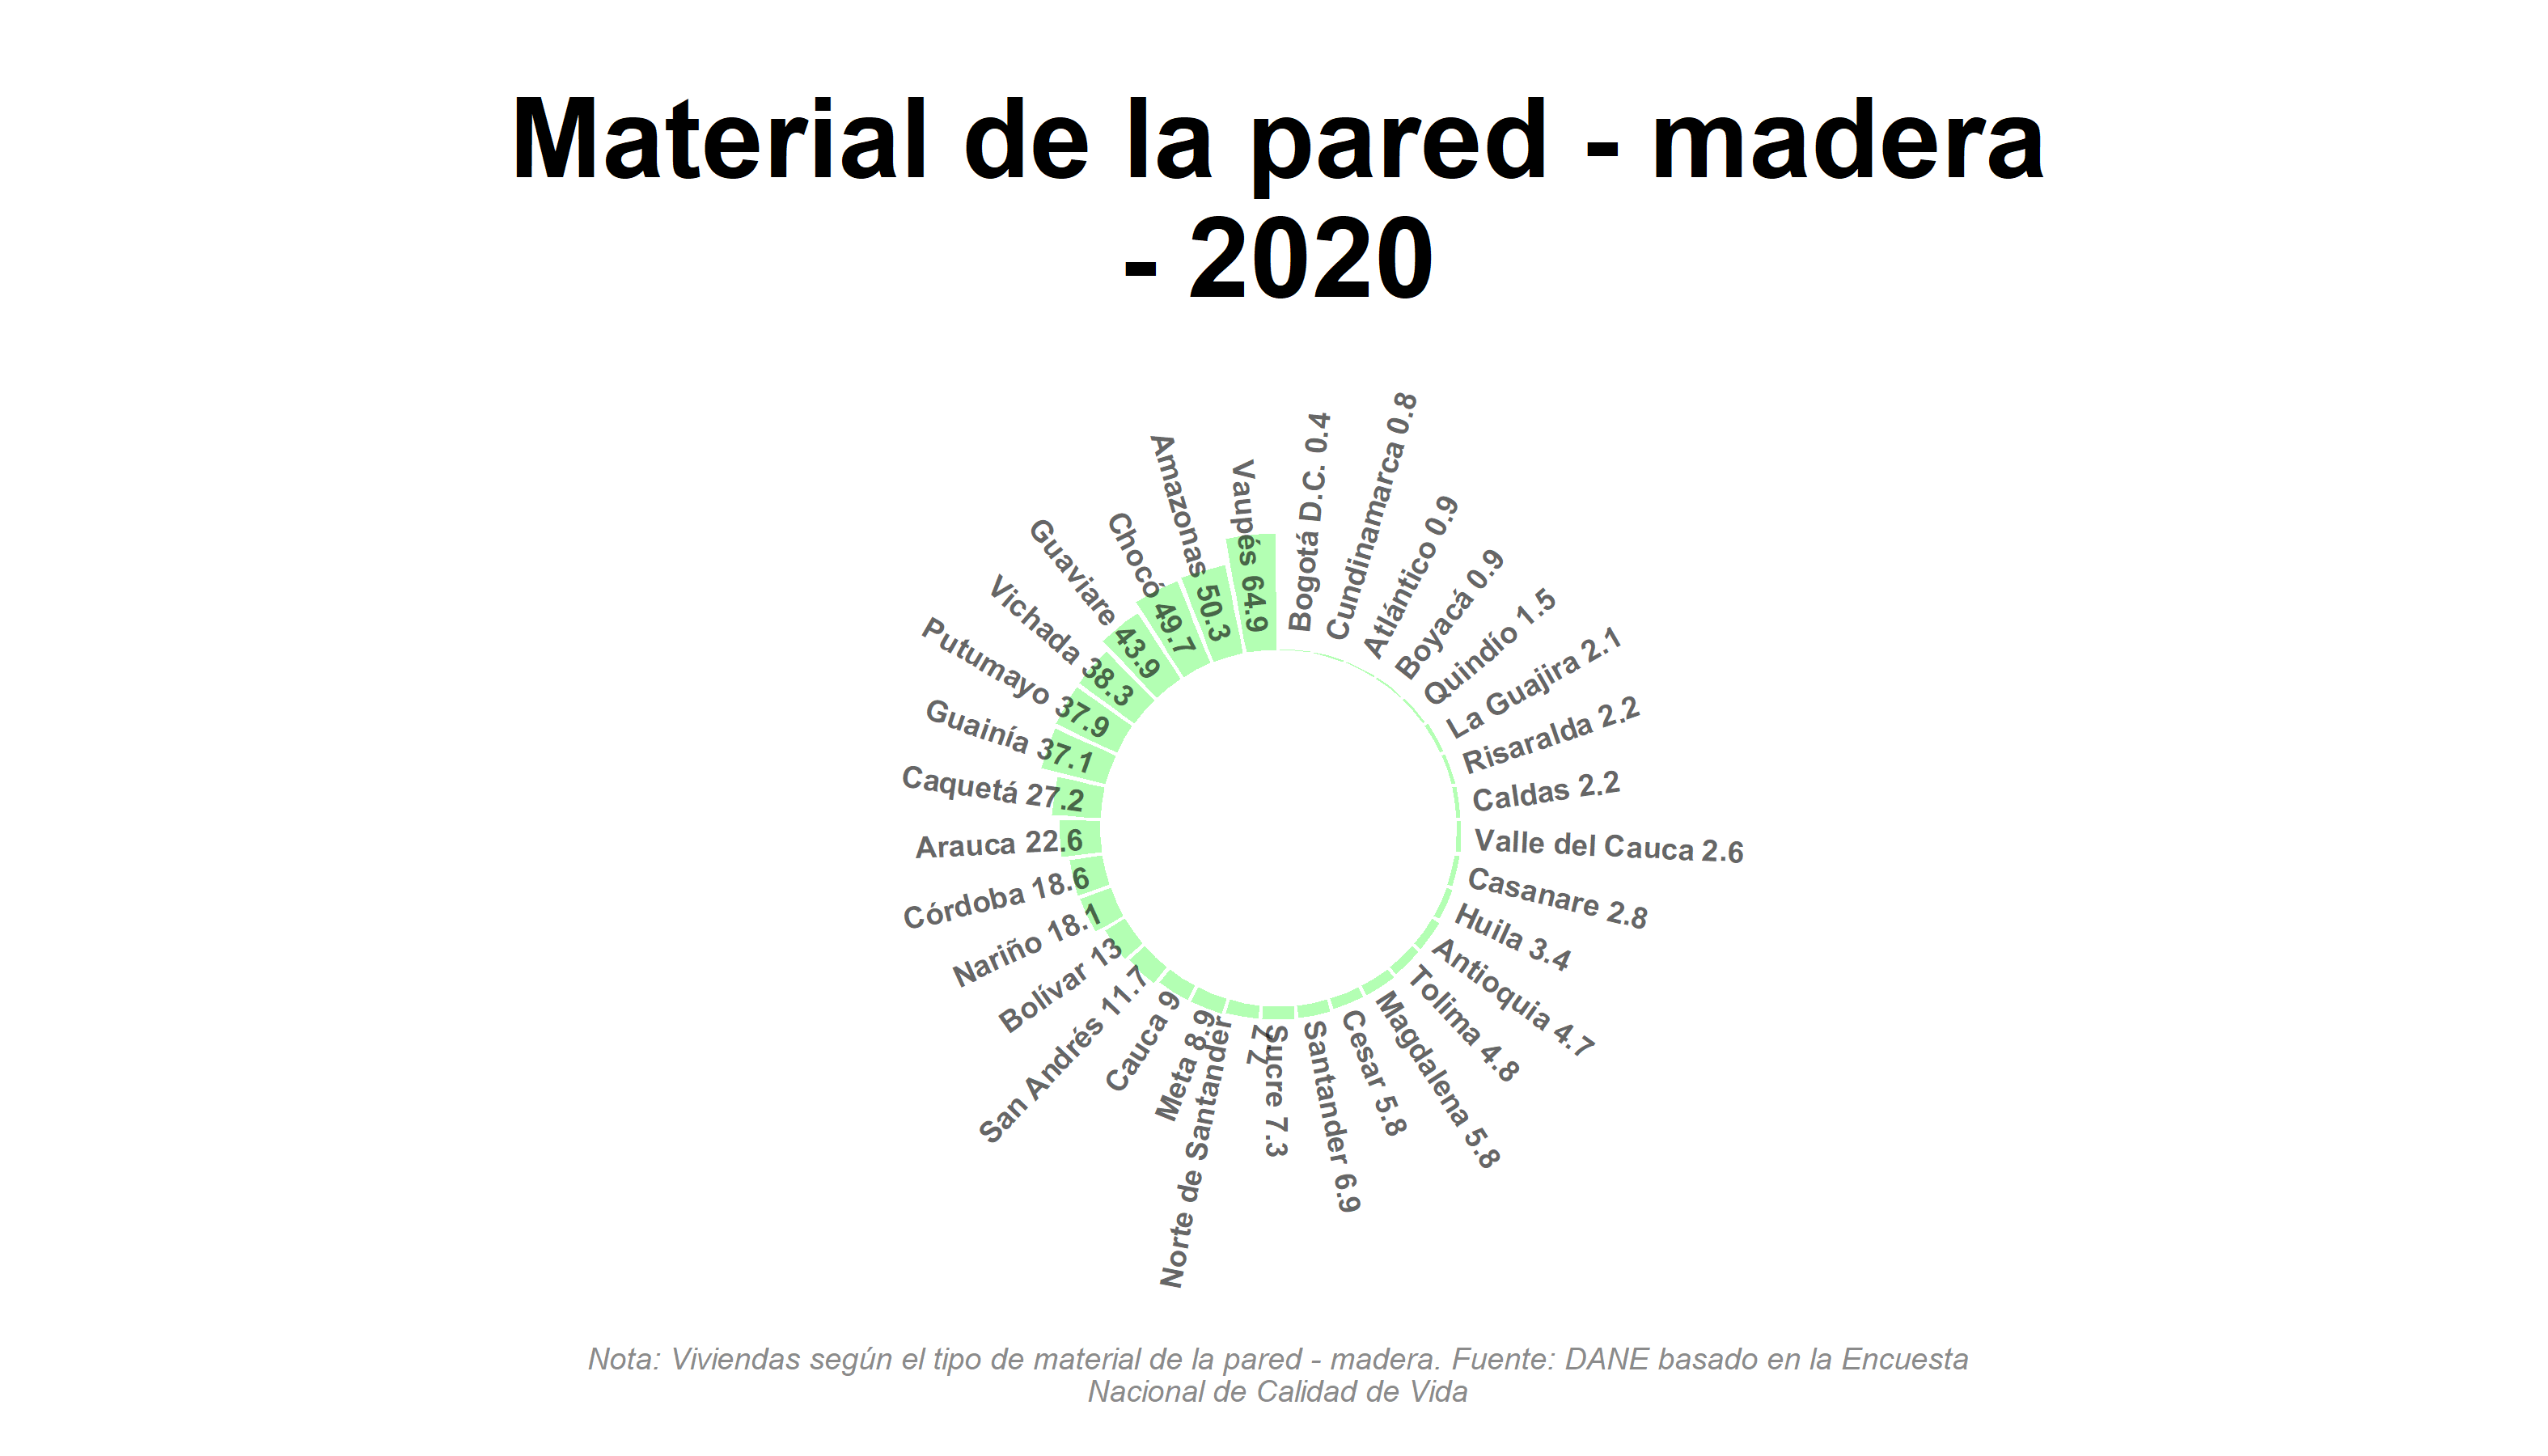 Material de la pared - madera
- 2020
Bogotá D.C. 0.4
Cundinamarca 0.8
Atlántico 0.9
Boyacá 0.9
Quindío 1.5
La Guajira 2.1
Risaralda 2.2
Caldas 2.2
Valle del Cauca 2.6
Casanare 2.8
Huila 3.4
Antioquia 4.7
Tolima 4.8
Magdalena 5.8
Cesar 5.8
Santander 6.9
Sucre 7.3
Norte de Santander
7.7
Meta 8.9
Cauca 9
San Andrés 11.7
Bolívar 13
Nariño 18.1
Córdoba 18.6
Arauca 22.6
Caquetá 27.2
Guainía 37.1
Putumayo 37.9
Vichada 38.3
Guaviare 43.9
Chocó 49.7
Amazonas 50.3
Vaupés 64.9
Nota: Viviendas según el tipo de material de la pared - madera. Fuente: DANE basado en la Encuesta
Nacional de Calidad de Vida